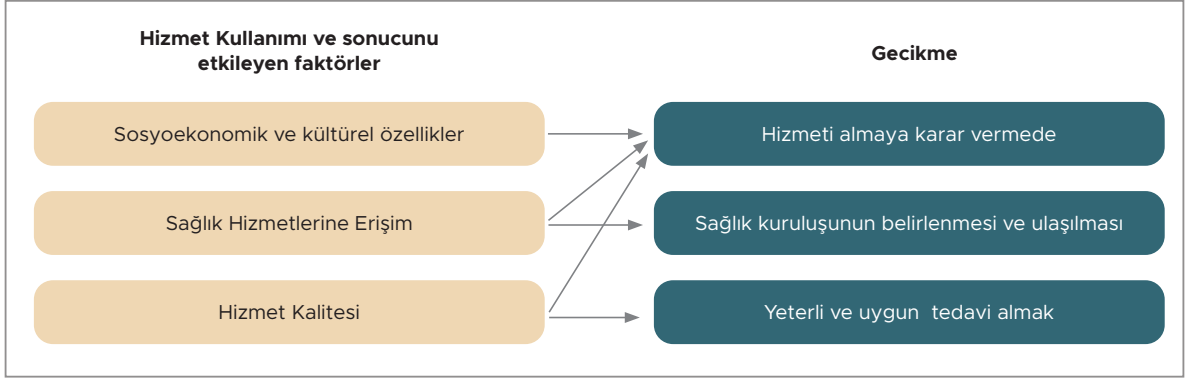 Hizmet Kullanımı ve sonucunu
etkileyen faktörler
Gecikme
Sosyoekonomik ve kültürel özellikler
Hizmeti almaya karar vermede
Sağlık Hizmetlerine Erişim
Sağlık kuruluşunun belirlenmesi ve ulaşılması
Hizmet Kalitesi
Yeterli ve uygun  tedavi almak